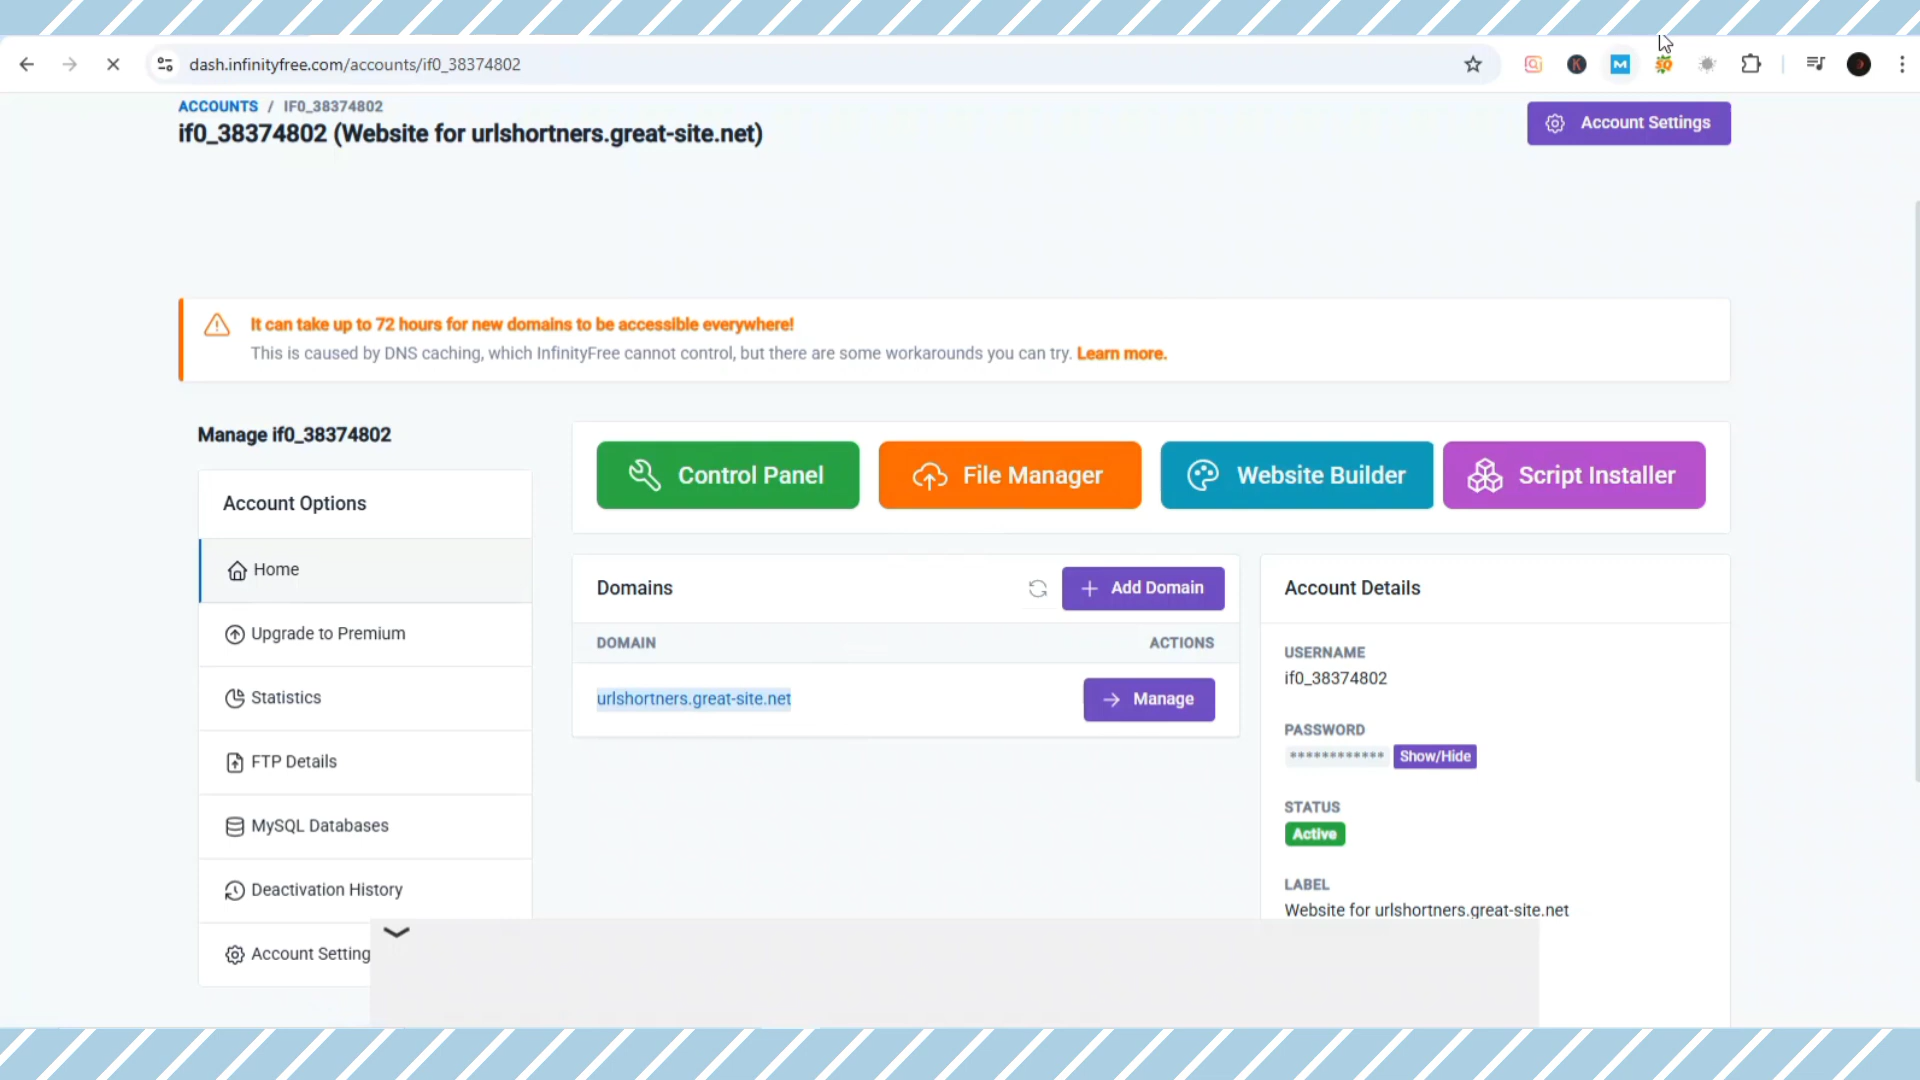 dash.infinityfree.com/accounts/if0_38374802
ACCOUNTS / IF0_38374802
if0_38374802 (Website for urlshortners.great-site.net)
Account Settings
It can take up to 72 hours for new domains to be accessible everywhere!
This is caused by DNS caching, which InfinityFree cannot control, but there are some workarounds you can try. Learn more.
Manage if0_38374802
Control Panel
File Manager
Website Builder
Script Installer
Account Options
Home
Upgrade to Premium
Statistics
FTP Details
MySQL Databases
Deactivation History
Account Setting
Domains
Add Domain
DOMAIN
ACTIONS
urlshortners.great-site.net
Manage
Account Details
USERNAME
if0_38374802
PASSWORD
************ Show/Hide
STATUS
Active
LABEL
Website for urlshortners.great-site.net